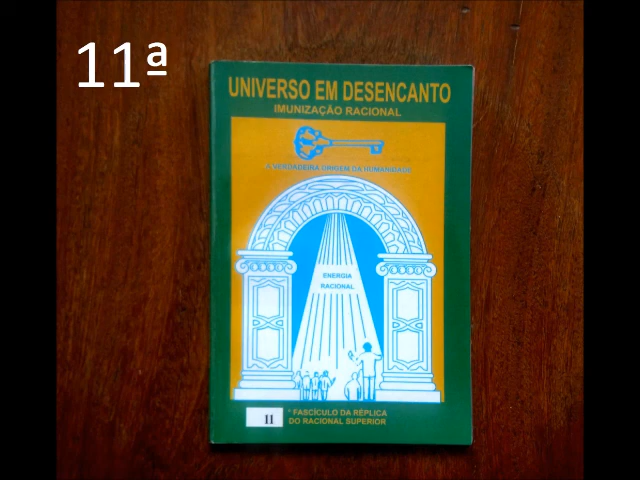 11ª
UNIVERSO EM DESENCANTO
IMUNIZAÇÃO RACIONAL
A VERDADEIRA ORIGEM DA HUMANIDADE
ENERGIA
RACIONAL
11
° FASCÍCULO DA RÉPLICA
DO RACIONAL SUPERIOR